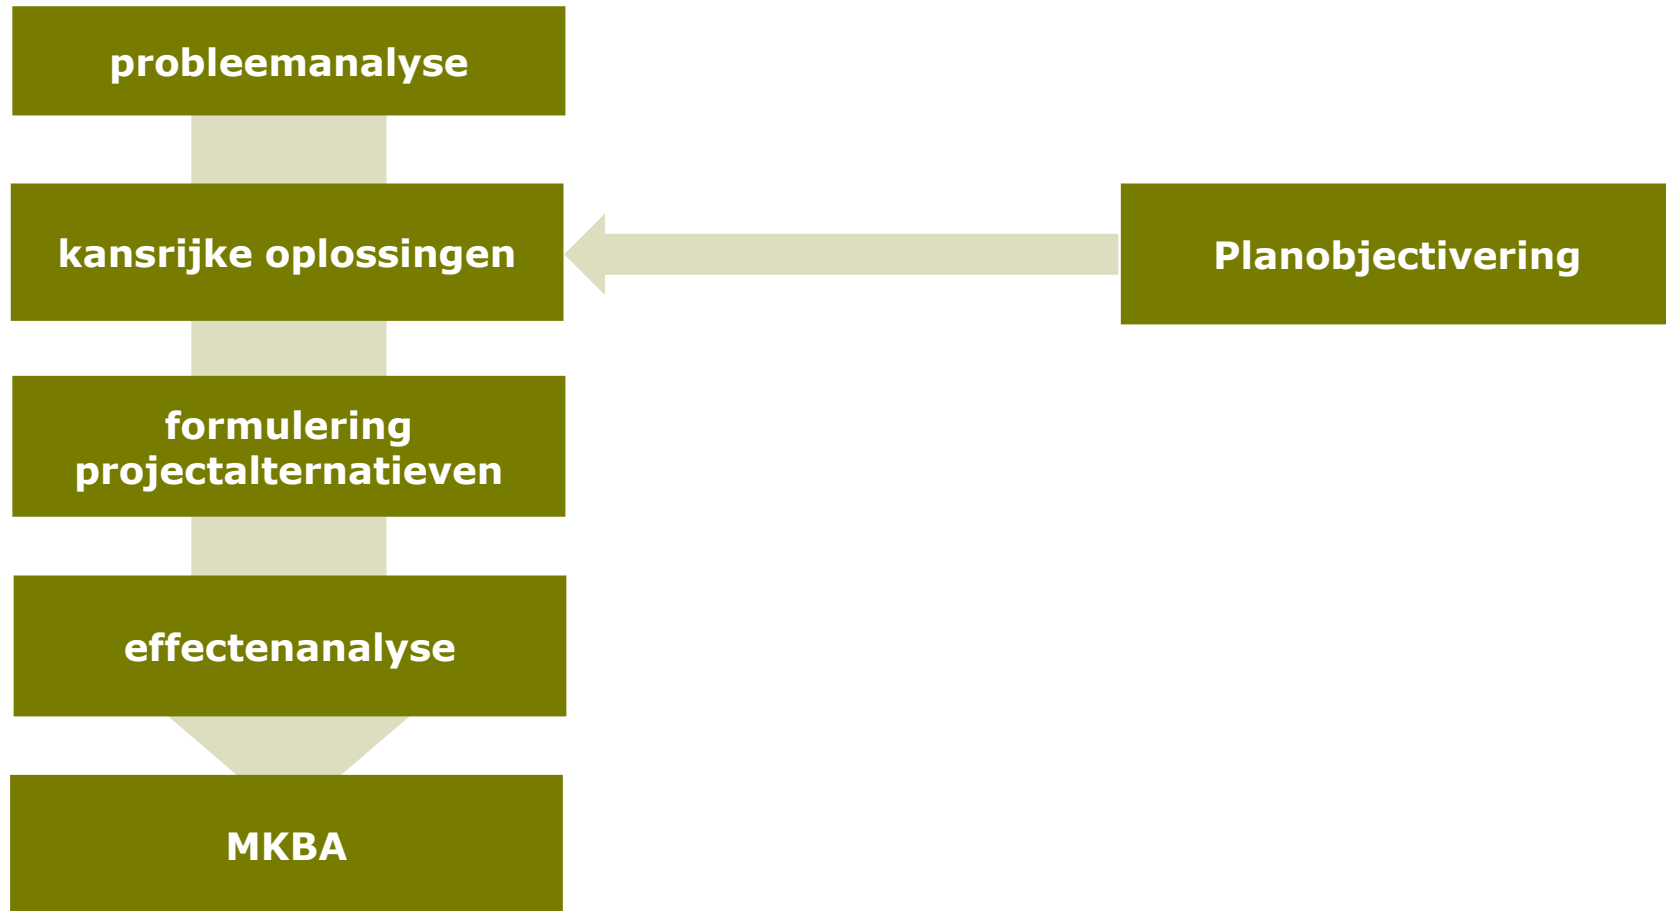 probleemanalyse
kansrijke oplossingen
Planobjectivering
formulering
projectalternatieven
effectenanalyse
MKBA